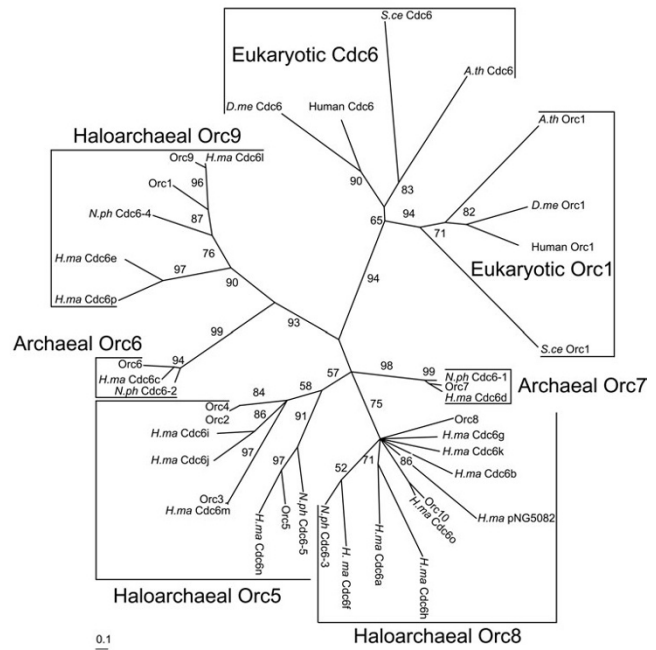 S.ce Cdc6
Eukaryotic Cdc6
A.th Cdc6
D.me Cdc6
Human Cdc6
A.th Orc1
Haloarchaeal Orc9
Orc9
H.ma Cdc6l
Orc1
96
90
83
N.ph Cdc6-4
87
65
94
82
D.me Orc1
71
Human Orc1
76
H.ma Cdc6e
97
90
Eukaryotic Orc1
H.ma Cdc6p
94
93
99
Archaeal Orc6
S.ce Orc1
Orc6
94
H.ma Cdc6c
N.ph Cdc6-2
57
98
99
N.ph Cdc6-1
Orc7
H.ma Cdc6d
Archaeal Orc7
84
58
75
Orc4
Orc2
86
91
Orc8
H.ma Cdc6i
H.ma Cdc6g
H.ma Cdc6k
H.ma Cdc6j
97
97
52
71
86
H.ma Cdc6b
Orc3
H.ma Cdc6m
Orc10
H.ma Cdc6o
H.ma pNG5082
H.ma Cdc6n
Orc5
N.ph Cdc6-5
N.ph Cdc6-3
H. ma Cdc6f
H.ma Cdc6a
H.ma Cdc6h
Haloarchaeal Orc5
Haloarchaeal Orc8
0.1